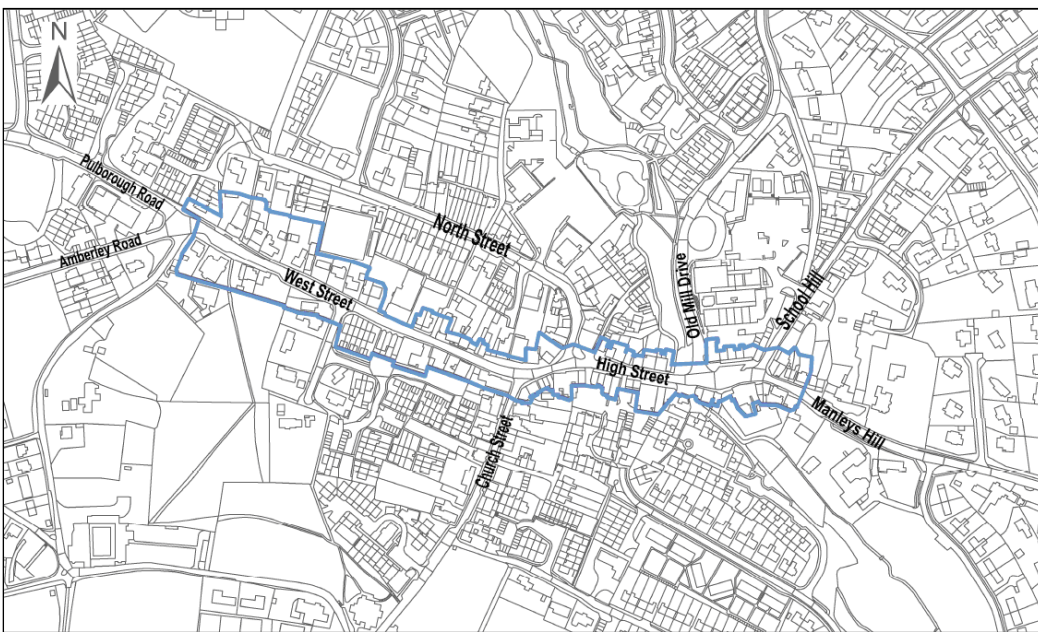 N
Pulborough Road
Amberley Road
North Street
West Street
Old Mill Drive
School Hill
High Street
Manleys Hill
Church Street